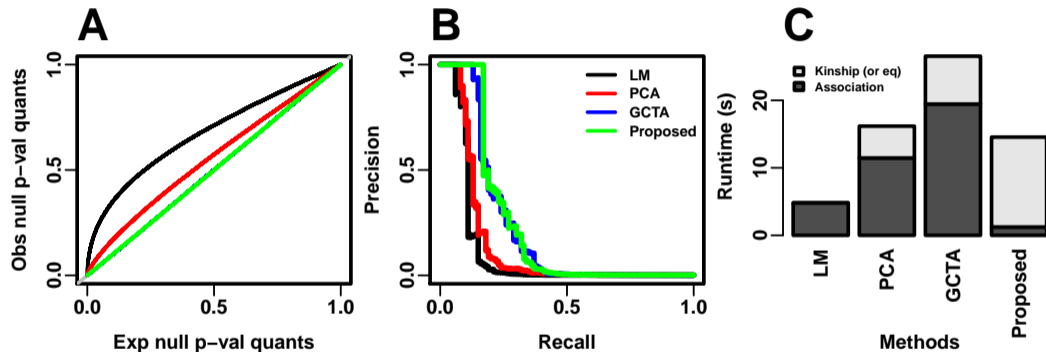 A
Obs null p-val quants
1.0
0.5
0.0
0.0
0.5
1.0
Exp null p-val quants
B
Precision
1.0
0.5
0.0
LM
PCA
GCTA
Proposed
0.0
0.5
1.0
Recall
C
Runtime (s)
20
10
0
Kinship (or eq)
Association
LM
PCA
GCTA
Proposed
Methods